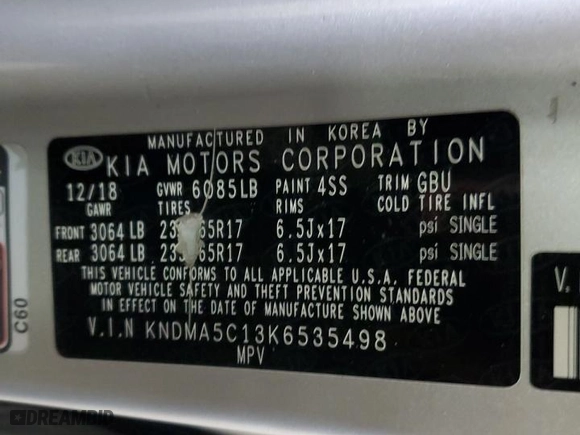 MANUFACTURED IN KOREA BY
KIA KIA MOTORS CORPORATION
12/18 GVWR 6085LB PAINT 4SS TRIM GBU
GAWR TIRES RIMS COLD TIRE INFL
FRONT 3064 LB 65R17 6.5Jx17 psi SINGLE
REAR 3064 LB 65R17 6.5Jx17 psi SINGLE
THIS VEHICLE CONFORMS TO ALL APPLICABLE U.S.A. FEDERAL
MOTOR VEHICLE SAFETY AND THEFT PREVENTION STANDARDS
IN EFFECT ON THE DATE OF MANUFACTURE SHOWN ABOVE.
V.I.N KNDMA5C13K6535498
MPV
C60
V.
DREAMBID